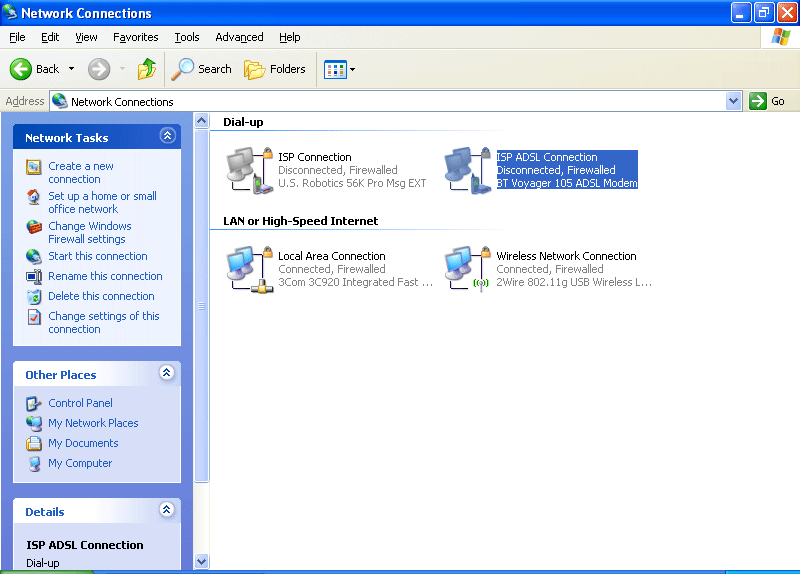 Network Connections
File Edit View Favorites Tools Advanced Help
Back Search Folders
Address Network Connections Go
Network Tasks
Create a new
connection
Set up a home or small
office network
Change Windows
Firewall settings
Start this connection
Rename this connection
Delete this connection
Change settings of this
connection
Other Places
Control Panel
My Network Places
My Documents
My Computer
Details
ISP ADSL Connection
Dial-up
Dial-up
ISP Connection
Disconnected, Firewalled
U.S. Robotics 56K Pro Msg EXT
ISP ADSL Connection
Disconnected, Firewalled
BT Voyager 105 ADSL Modem
LAN or High-Speed Internet
Local Area Connection
Connected, Firewalled
3Com 3C920 Integrated Fast ...
Wireless Network Connection
Connected, Firewalled
2Wire 802.11g USB Wireless L...